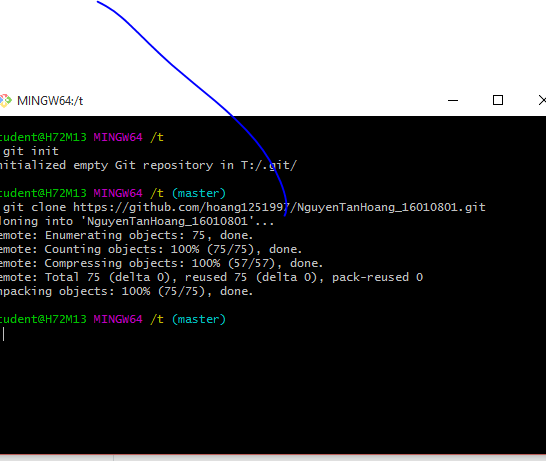 MINGW64:/t
tudent@H72M13 MINGW64 /t
git init
nitialized empty Git repository in T:/.git/
tudent@H72M13 MINGW64 /t (master)
git clone https://github.com/hoang1251997/NguyenTanHoang_16010801.git
loning into 'NguyenTanHoang_16010801'...
emote: Enumerating objects: 75, done.
emote: Counting objects: 100% (75/75), done.
emote: Compressing objects: 100% (57/57), done.
emote: Total 75 (delta 0), reused 75 (delta 0), pack-reused 0
npacking objects: 100% (75/75), done.
tudent@H72M13 MINGW64 /t (master)